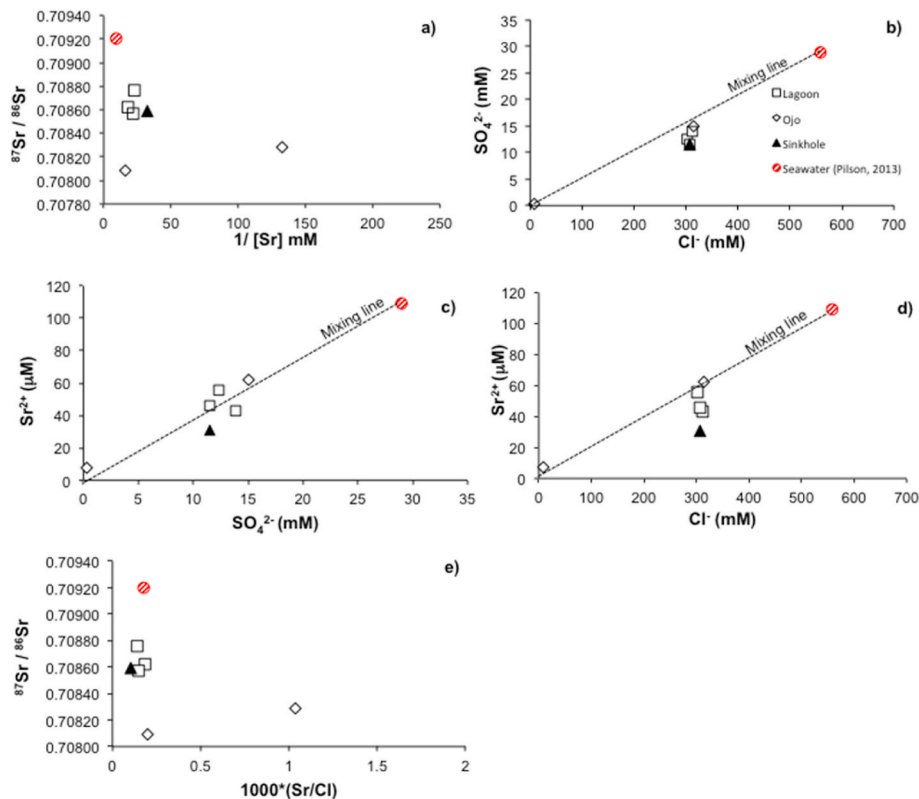 a)
0.70940
0.70920
0.70900
0.70880
0.70860
0.70840
0.70820
0.70800
0.70780
87Sr / 86Sr
0 50 100 150 200 250
1/ [Sr] mM
b)
35
30
25
20
15
10
5
0
SO42- (mM)
Mixing line
Lagoon
Ojo
Sinkhole
Seawater (Pilson, 2013)
0 100 200 300 400 500 600 700
Cl- (mM)
c)
120
100
80
60
40
20
0
Sr2+ (μM)
Mixing line
0 5 10 15 20 25 30 35
SO42- (mM)
d)
120
100
80
60
40
20
0
Sr2+ (μM)
Mixing line
0 100 200 300 400 500 600 700
Cl- (mM)
e)
0.70940
0.70920
0.70900
0.70880
0.70860
0.70840
0.70820
0.70800
87Sr / 86Sr
0 0.5 1 1.5 2
1000*(Sr/Cl)